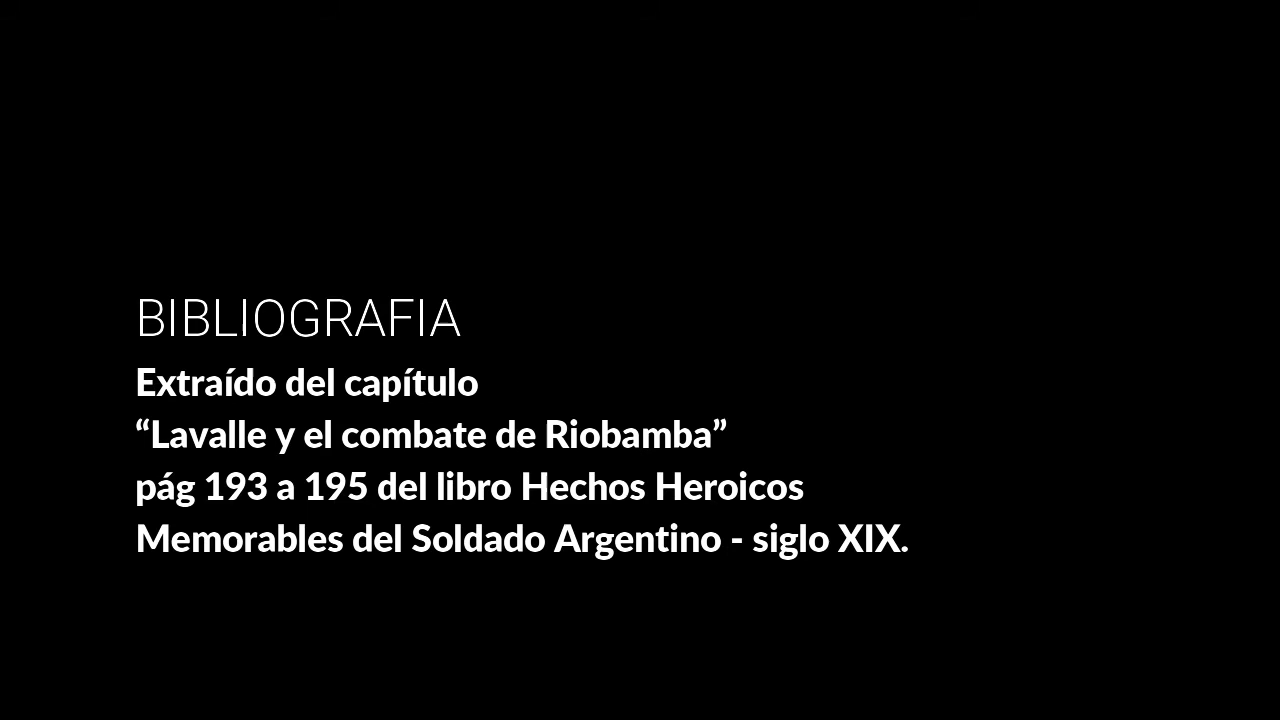 BIBLIOGRAFIA
Extraído del capítulo
“Lavalle y el combate de Riobamba”
pág 193 a 195 del libro Hechos Heroicos
Memorables del Soldado Argentino - siglo XIX.